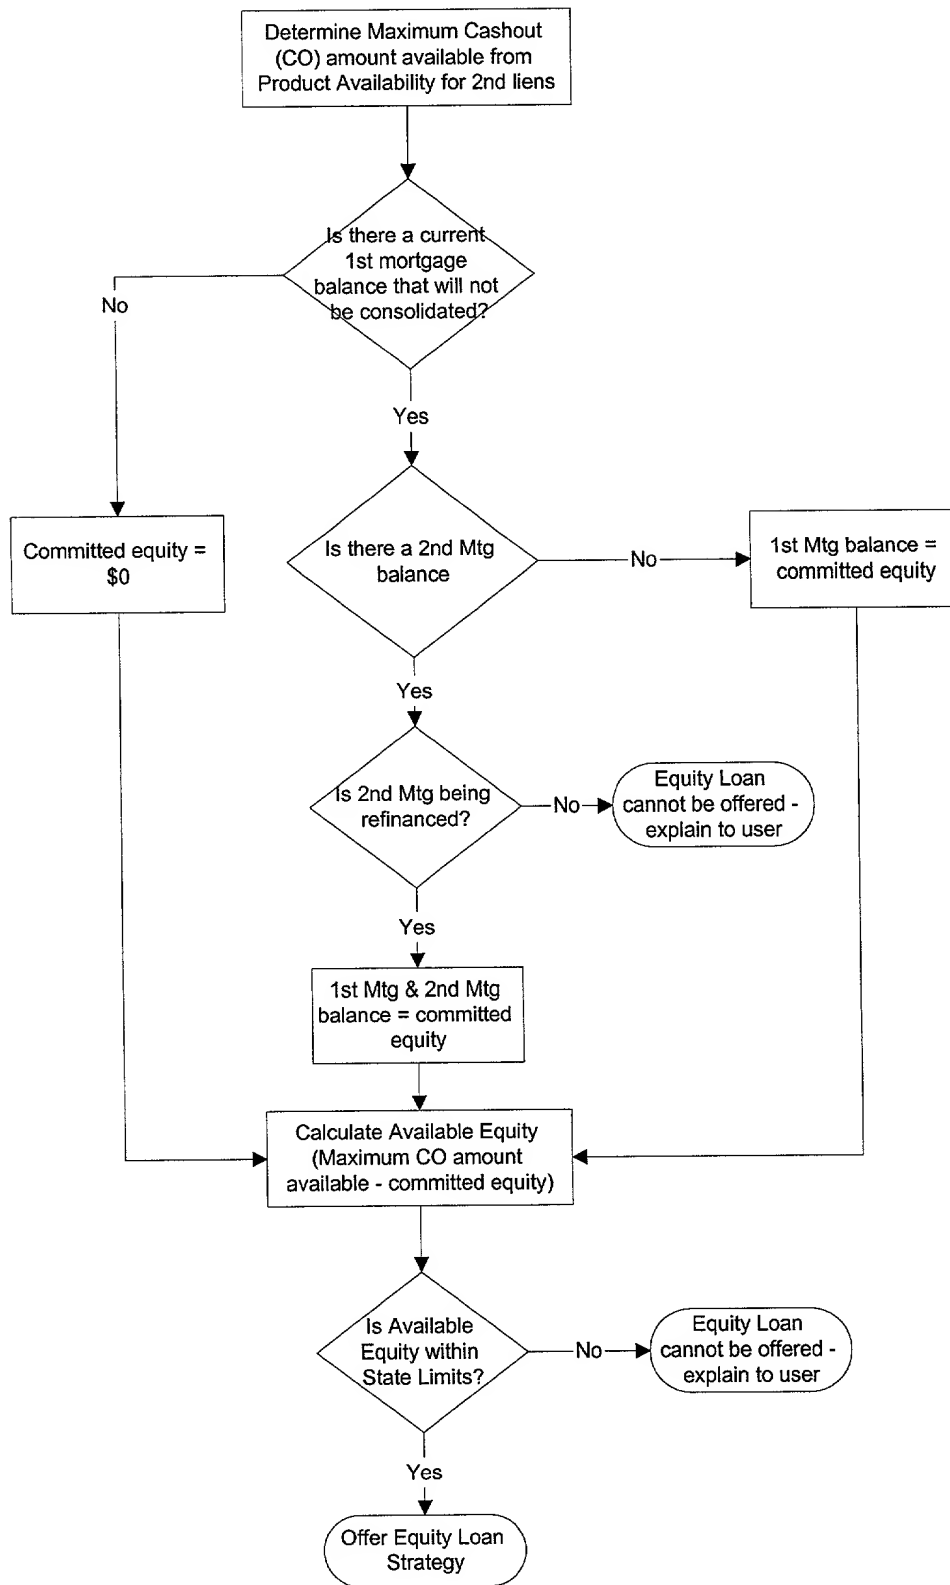 Determine Maximum Cashout
(CO) amount available from
Product Availability for 2nd liens
Is there a current
1st mortgage
balance that will not
be consolidated?
No
Yes
Committed equity =
$0
Is there a 2nd Mtg
balance
No
1st Mtg balance =
committed equity
Yes
Is 2nd Mtg being
refinanced?
No
Equity Loan
cannot be offered -
explain to user
Yes
1st Mtg & 2nd Mtg
balance = committed
equity
Calculate Available Equity
(Maximum CO amount
available - committed equity)
Is Available
Equity within
State Limits?
No
Equity Loan
cannot be offered -
explain to user
Yes
Offer Equity Loan
Strategy